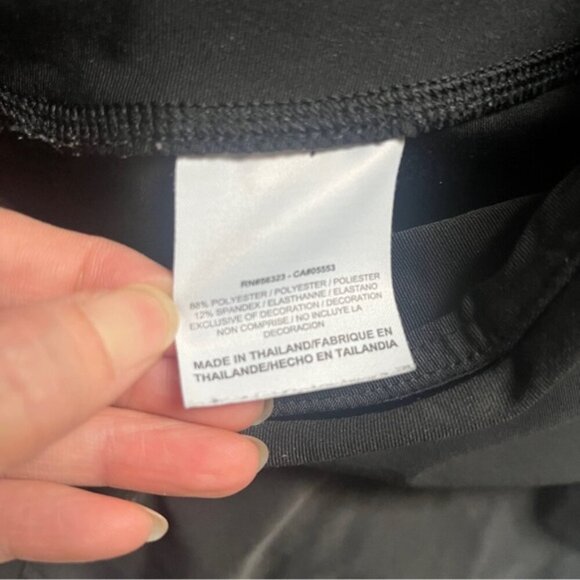 RN#56323 - CA#05553
88% POLYESTER / POLYESTER / POLIESTER
12% SPANDEX / ELASTHANNE / ELASTANO
EXCLUSIVE OF DECORATION / DECORATION
NON COMPRISE / NO INCLUYE LA
DECORACION
MADE IN THAILAND/FABRIQUE EN
THAILANDE/HECHO EN TAILANDIA